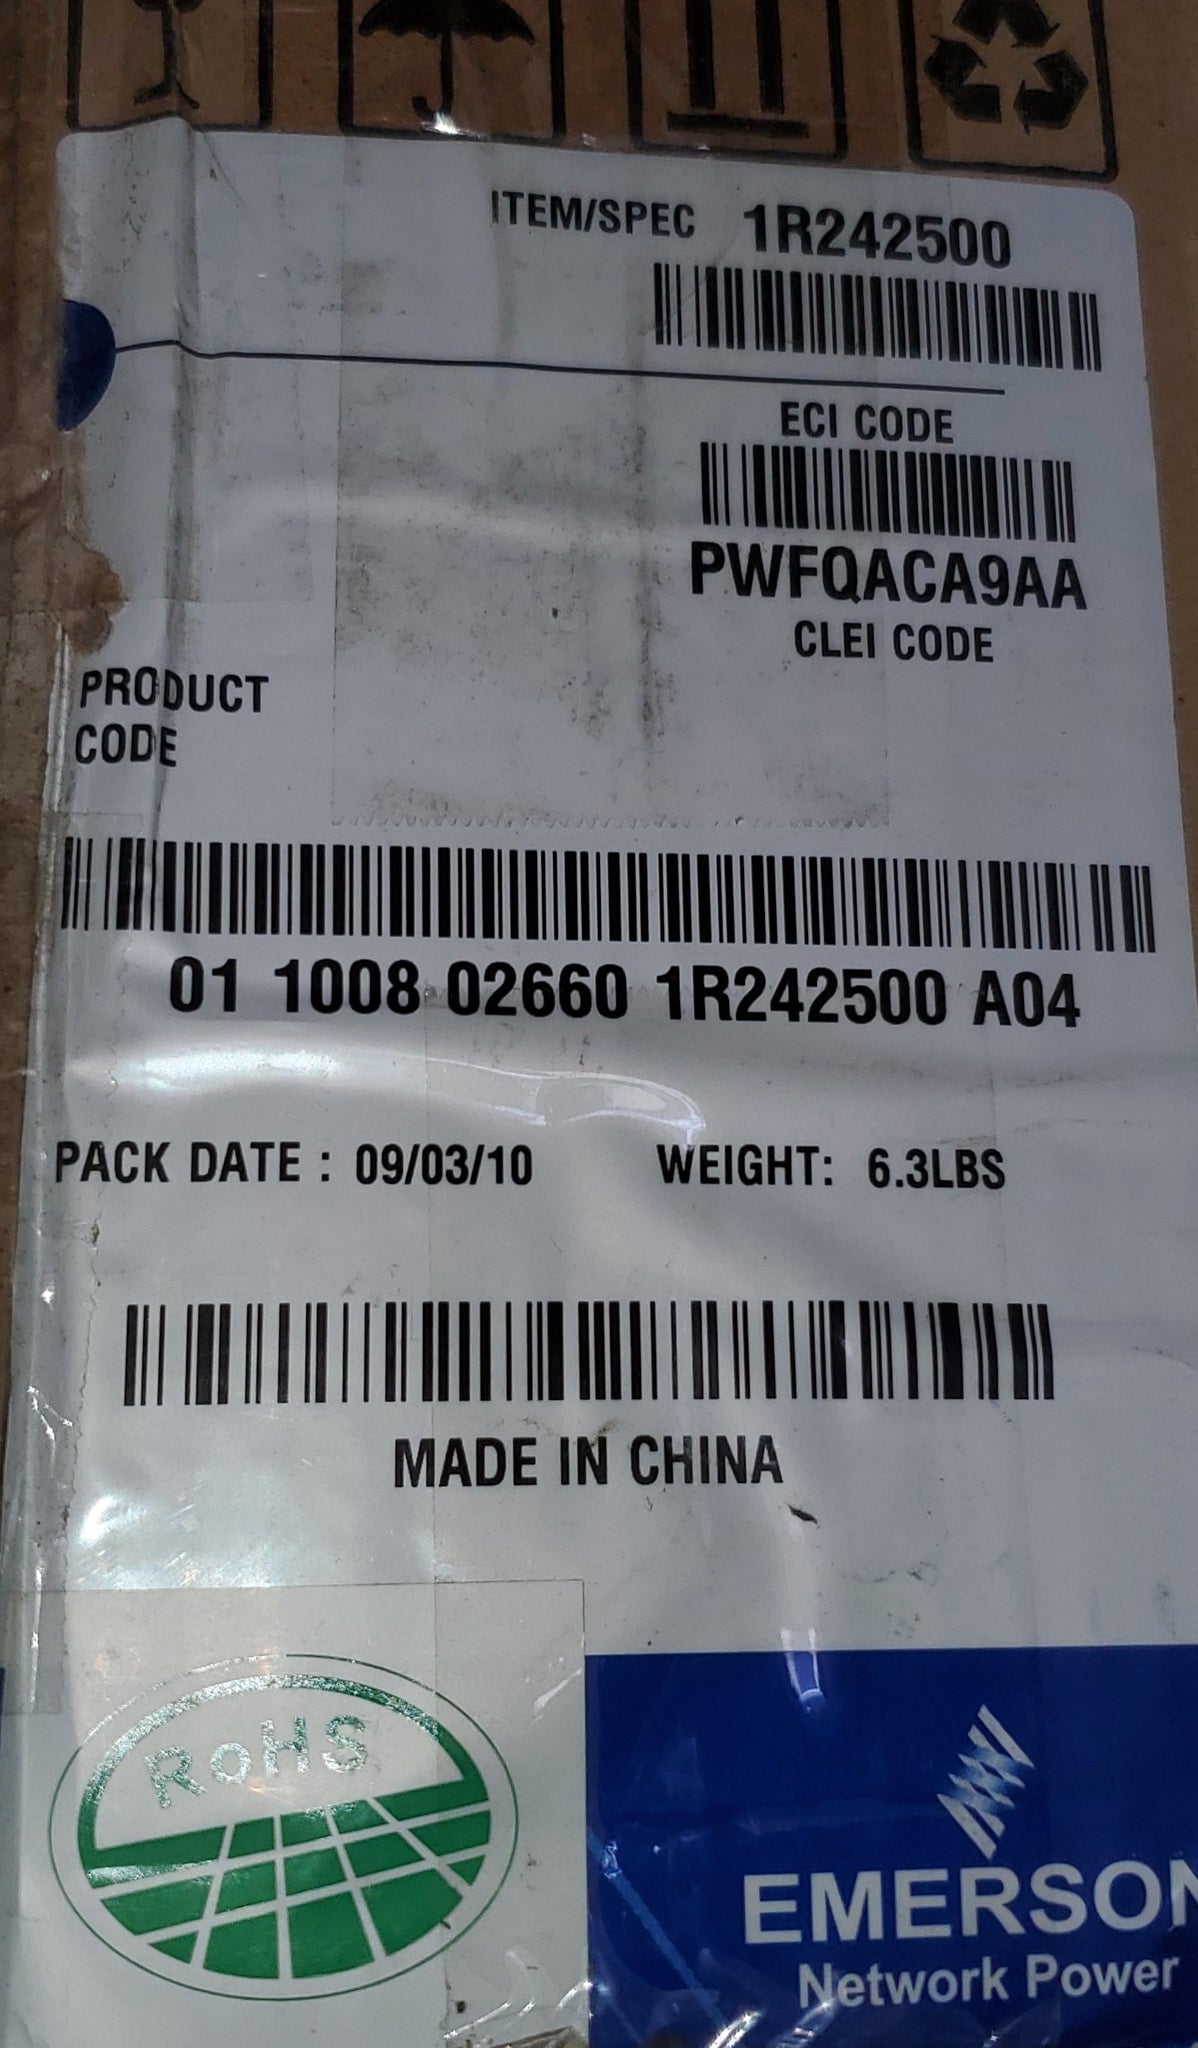 ITEM/SPEC 1R242500
ECI CODE
PWFQACA9AA
CLEI CODE
PRODUCT
CODE
01 1008 02660 1R242500 A04
PACK DATE : 09/03/10 WEIGHT: 6.3LBS
MADE IN CHINA
RoHS
EMERSON
Network Power